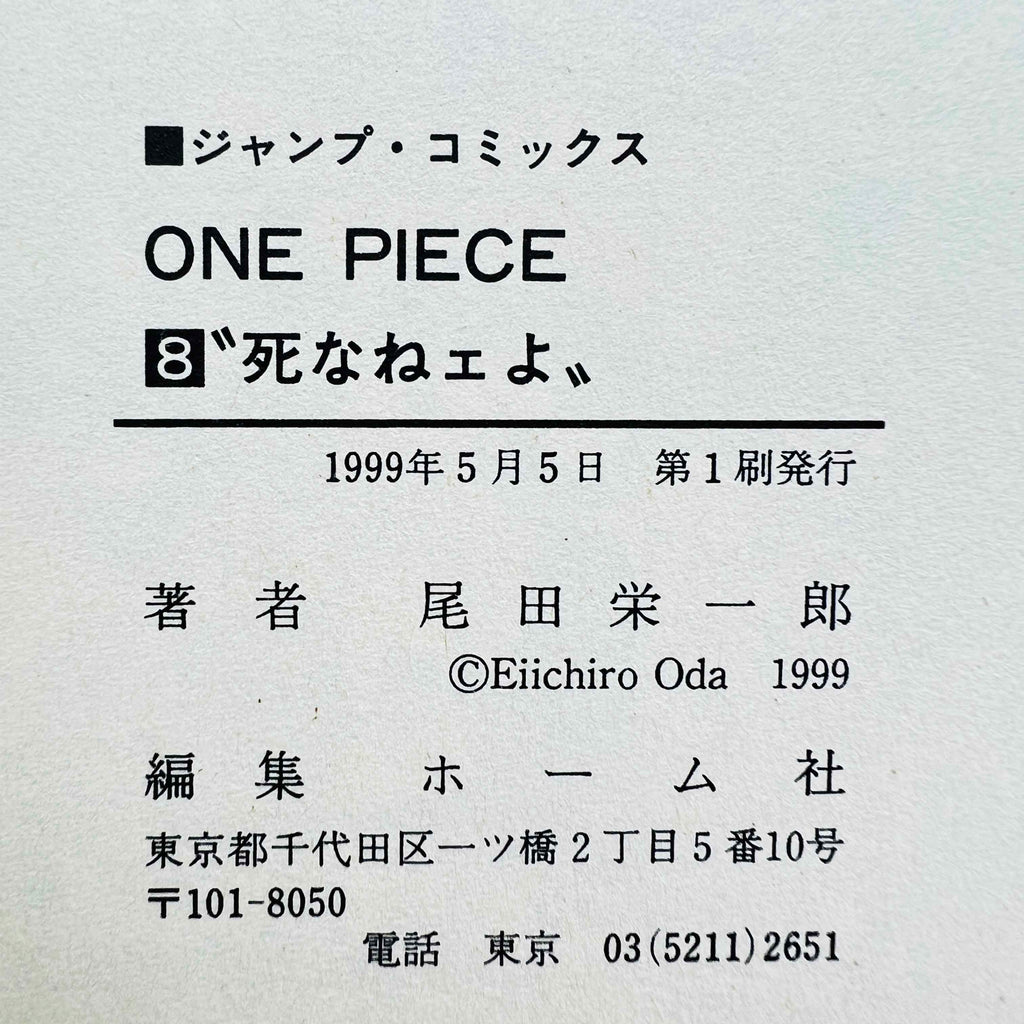 ■ジャンプ・コミックス
ONE PIECE
8〝死なねェよ〟
1999年5月5日　第1刷発行
著者　尾田栄一郎
©Eiichiro Oda　1999
編集　ホーム社
東京都千代田区一ツ橋2丁目5番10号
〒101-8050
電話　東京　03(5211)2651